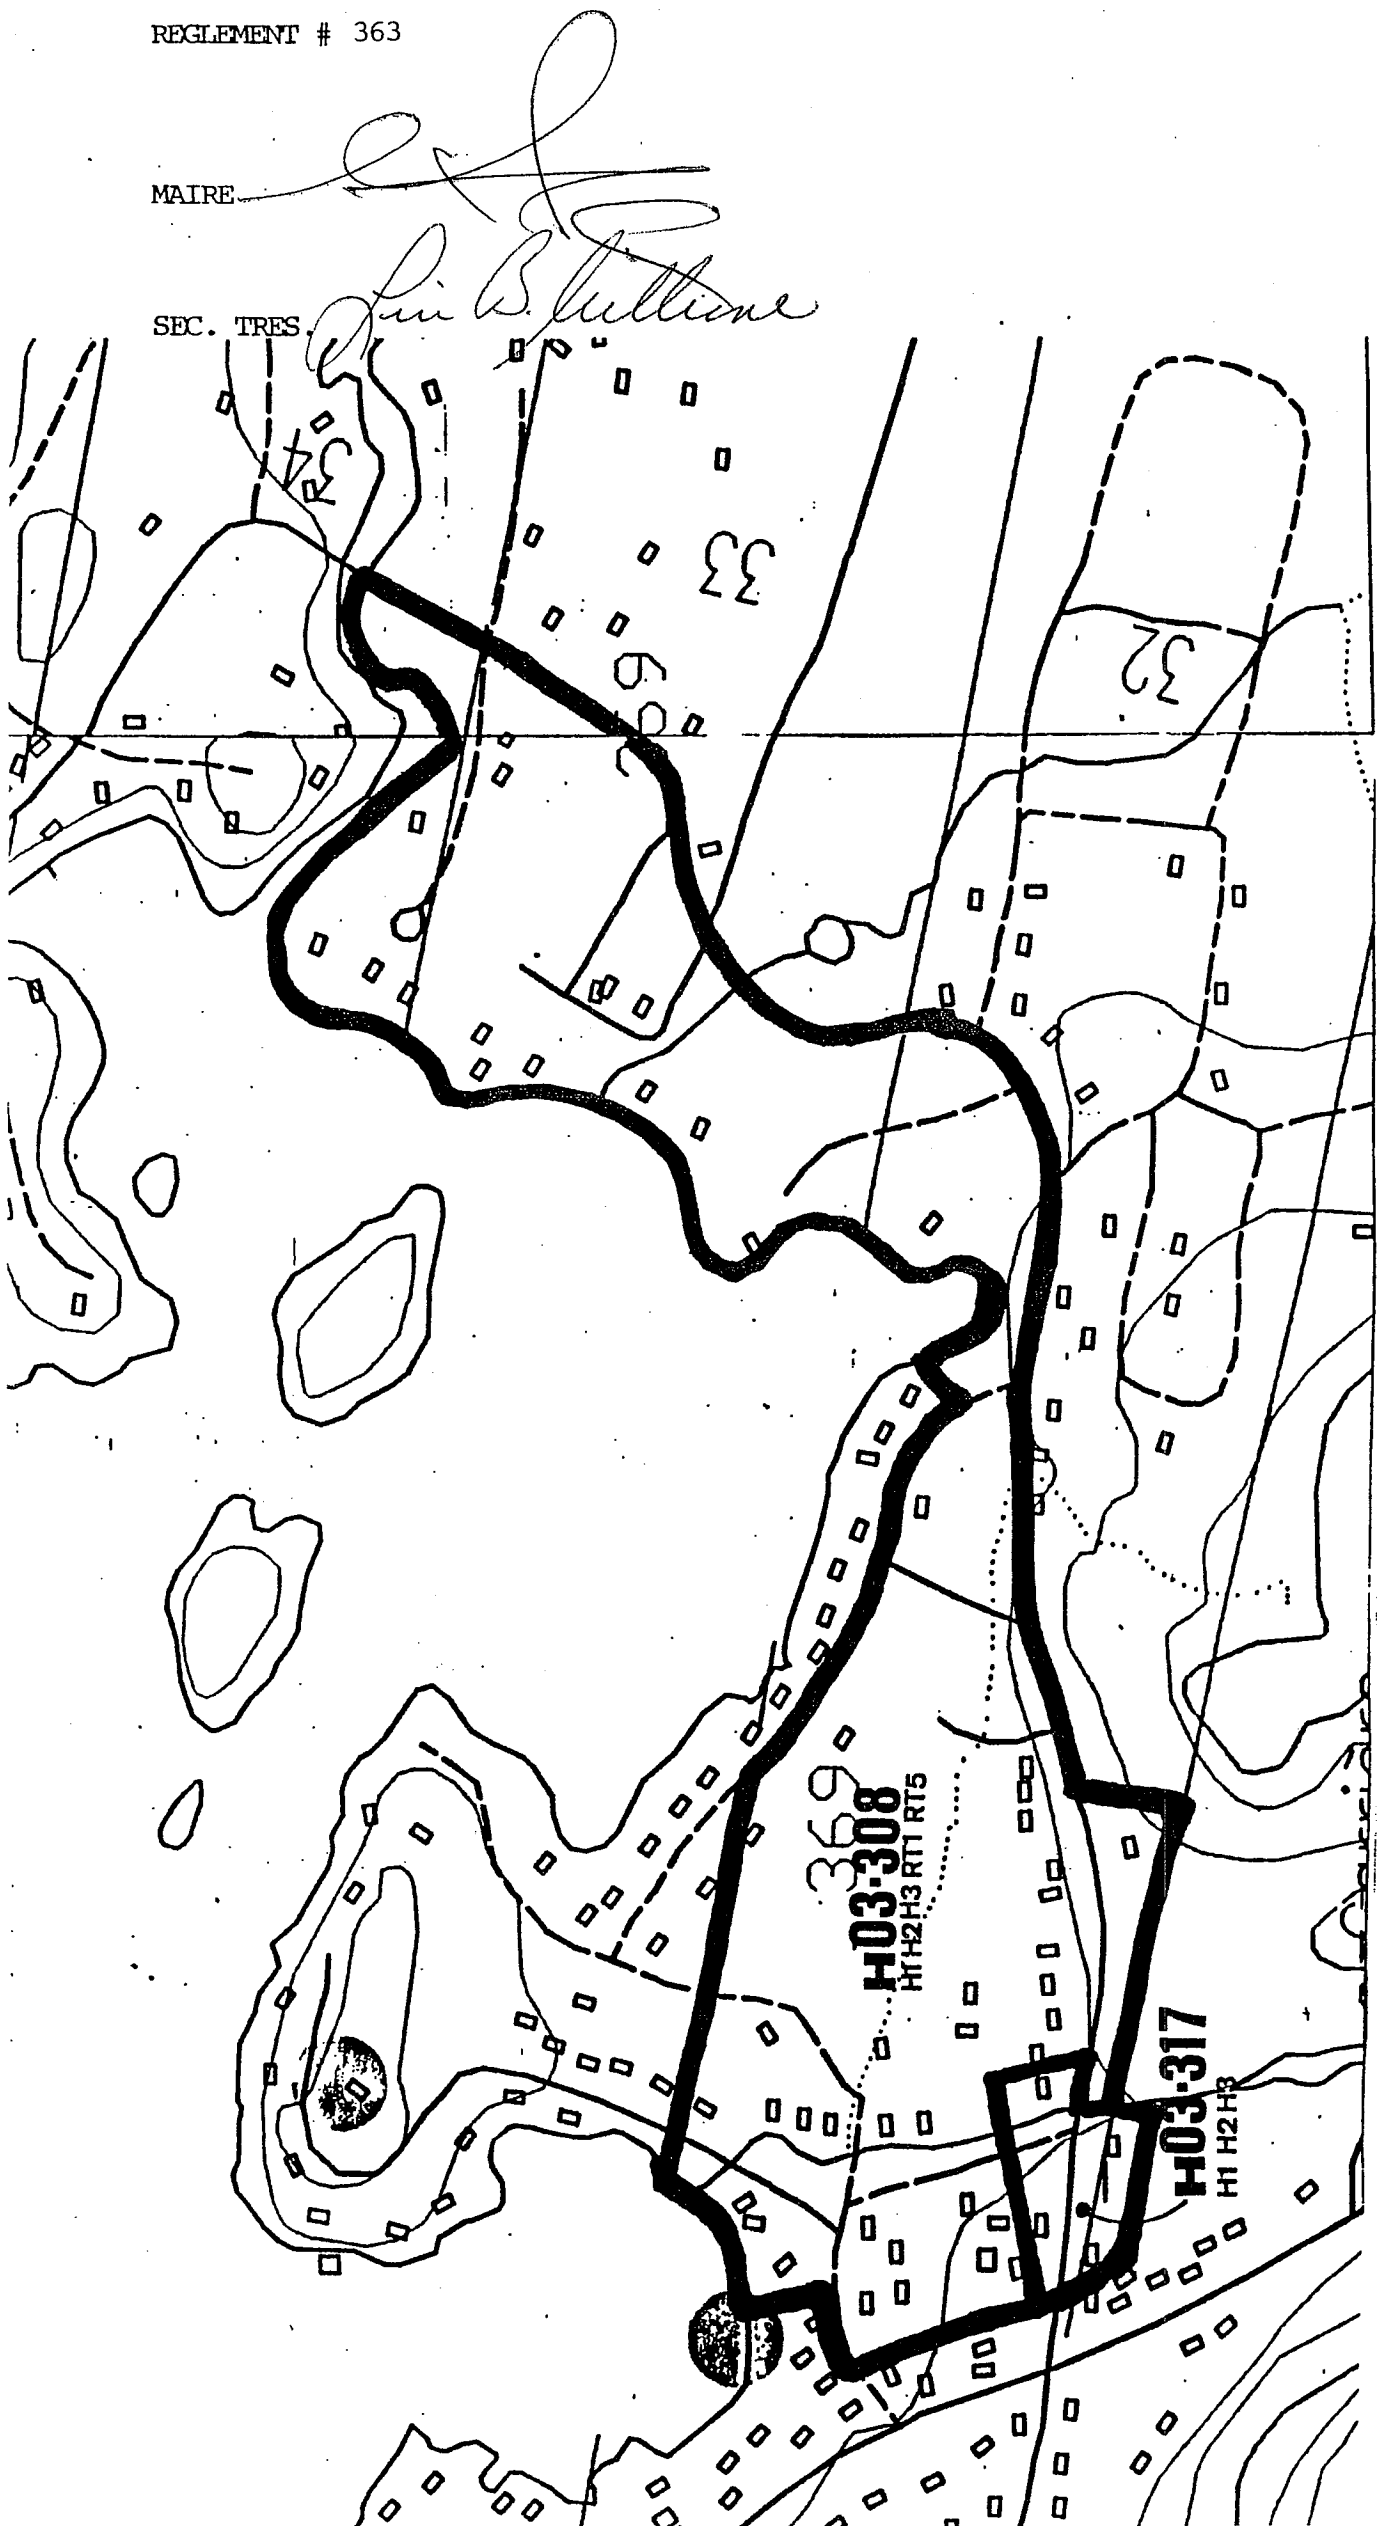 REGLEMENT # 363
MAIRE
SEC. TRES.
34
33
32
369
369
H03-308
H1 H2 H3 RT1 RT5
H03-317
H1 H2 H3